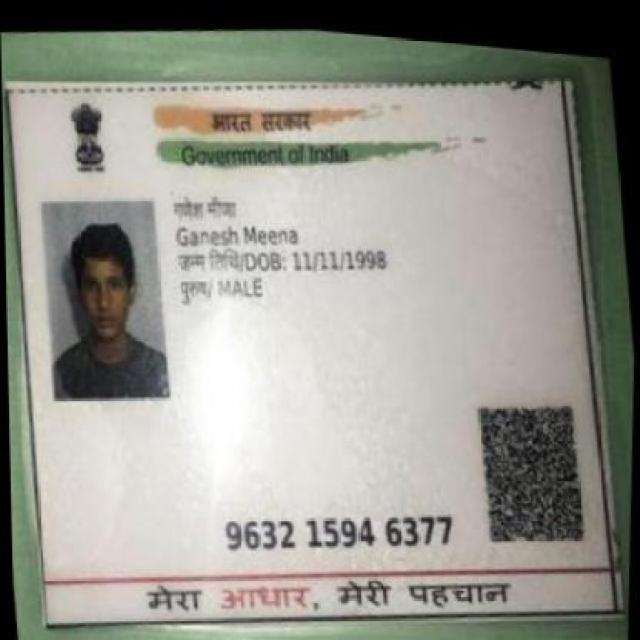 भारत सरकार
Government of India
गणेश मीणा
Ganesh Meena
जन्म तिथि/DOB: 11/11/1998
पुरुष/ MALE
9632 1594 6377
मेरा आधार, मेरी पहचान